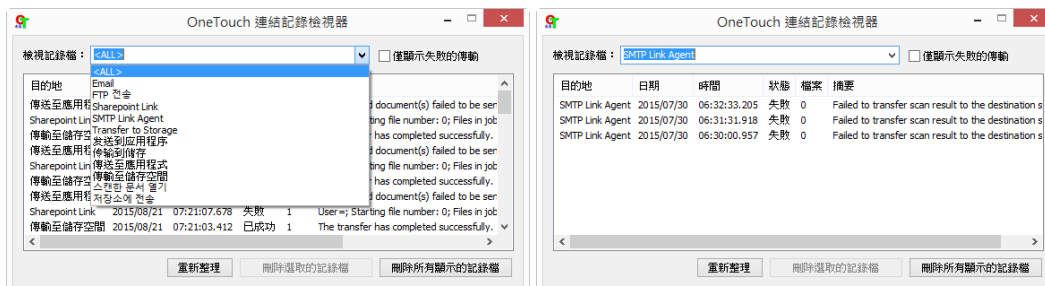 OneTouch 連結記錄檢視器
檢視記錄檔： <ALL> 僅顯示失敗的傳輸
<ALL>
Email
FTP 전송
Sharepoint Link
SMTP Link Agent
Transfer to Storage
发送到应用程序
传输到储存
傳送至應用程式
傳輸至儲存空間
스캔한 문서 열기
저장소에 전송
目的地
傳送至應用程 document(s) failed to be sen
Sharepoint Lin ting file number: 0; Files in job
傳輸至儲存空 has completed successfully.
傳送至應用程 document(s) failed to be sen
Sharepoint Lin ting file number: 0; Files in job
傳輸至儲存空 has completed successfully.
傳送至應用程 document(s) failed to be sen
Sharepoint Link 2015/08/21 07:21:07.678 失敗 1 User=; Starting file number: 0; Files in job
傳輸至儲存空間 2015/08/21 07:21:03.412 已成功 1 The transfer has completed successfully.
重新整理 刪除選取的記錄檔 刪除所有顯示的記錄檔
OneTouch 連結記錄檢視器
檢視記錄檔： SMTP Link Agent 僅顯示失敗的傳輸
目的地 日期 時間 狀態 檔案 摘要
SMTP Link Agent 2015/07/30 06:32:33.205 失敗 0 Failed to transfer scan result to the destination s
SMTP Link Agent 2015/07/30 06:31:31.918 失敗 0 Failed to transfer scan result to the destination s
SMTP Link Agent 2015/07/30 06:30:00.957 失敗 0 Failed to transfer scan result to the destination s
重新整理 刪除選取的記錄檔 刪除所有顯示的記錄檔